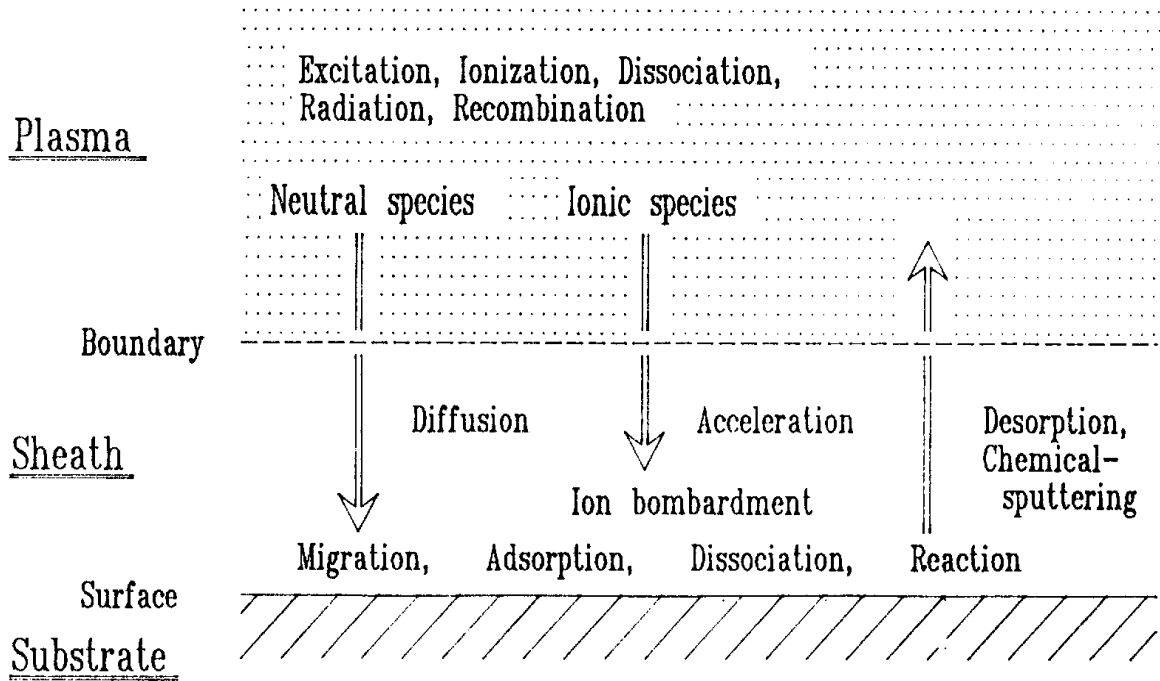 Excitation, Ionization, Dissociation,
Radiation, Recombination
Plasma
Neutral species
Ionic species
Boundary
Diffusion
Acceleration
Desorption,
Chemical-
sputtering
Sheath
Ion bombardment
Migration, Adsorption, Dissociation, Reaction
Surface
Substrate